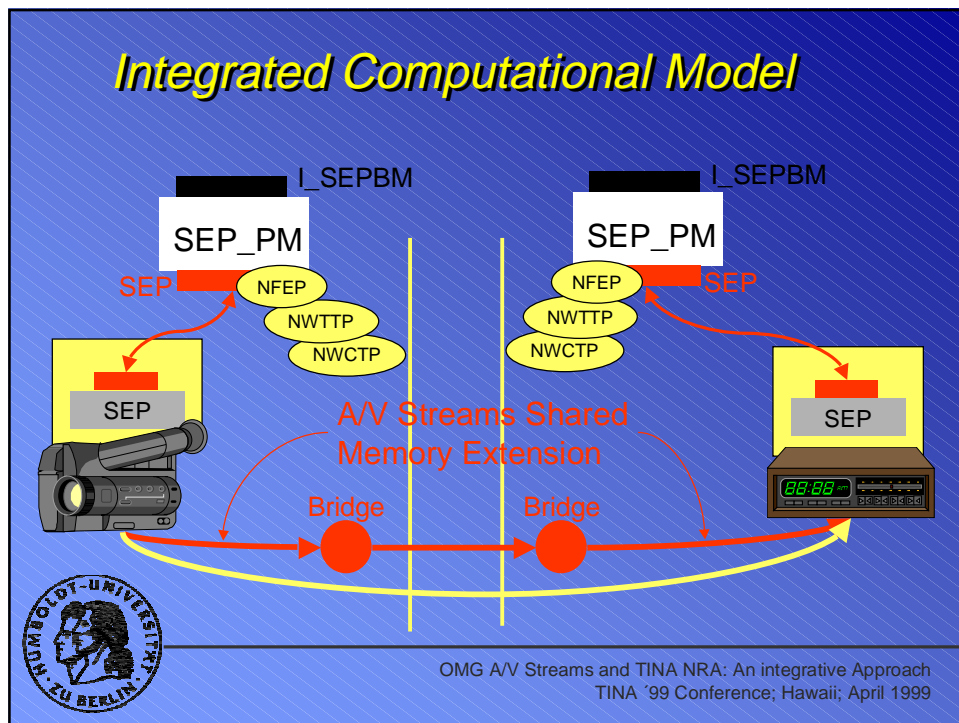 Integrated Computational Model
I_SEPBM
SEP_PM
SEP
NFEP
NWTTP
NWCTP
I_SEPBM
SEP_PM
SEP
NFEP
NWTTP
NWCTP
SEP
SEP
A/V Streams Shared
Memory Extension
88:88
Bridge
Bridge
HUMBOLDT-UNIVERSITXT
ZU BERLIN
OMG A/V Streams and TINA NRA: An integrative Approach
TINA ´99 Conference; Hawaii; April 1999